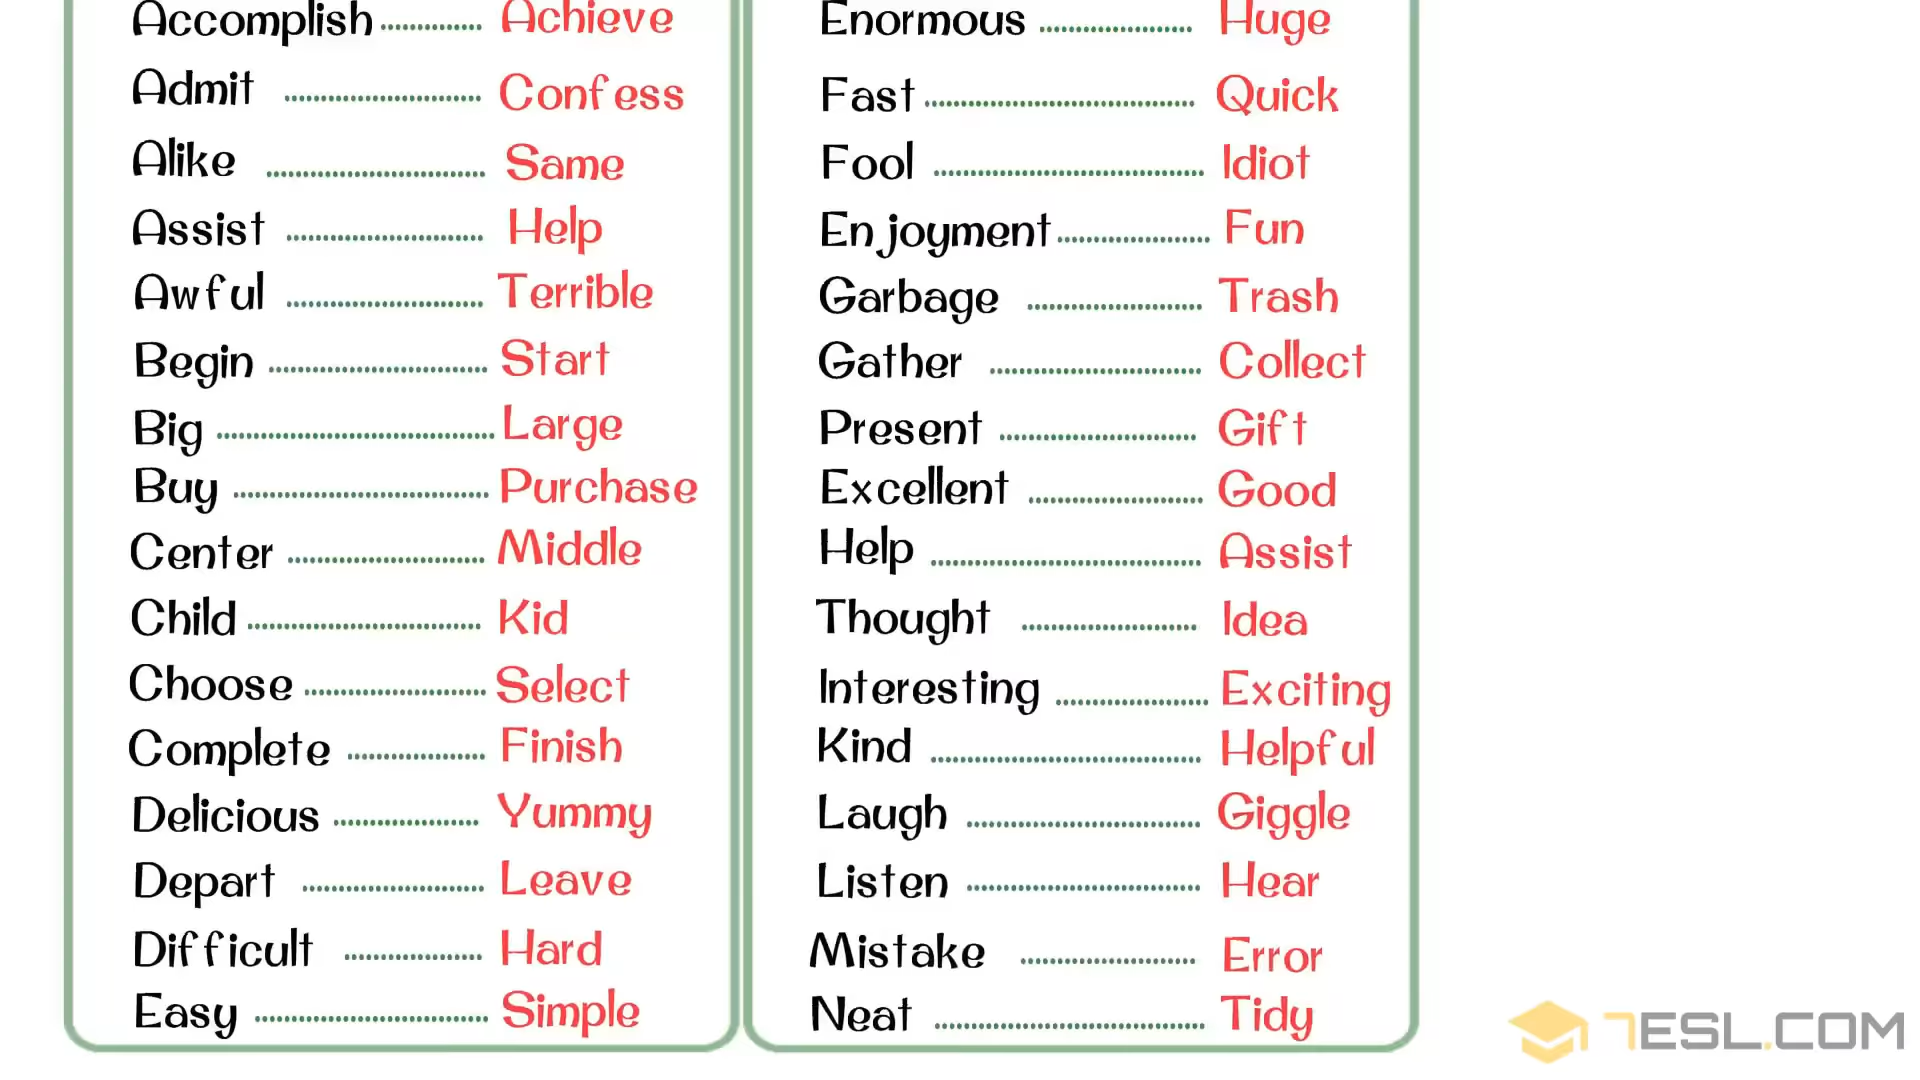 Accomplish ............ Achieve
Admit ............ Confess
Alike ............ Same
Assist ............ Help
Awful ............ Terrible
Begin ............ Start
Big ............ Large
Buy ............ Purchase
Center ............ Middle
Child ............ Kid
Choose ............ Select
Complete ............ Finish
Delicious ............ Yummy
Depart ............ Leave
Difficult ............ Hard
Easy ............ Simple
Enormous ............ Huge
Fast ............ Quick
Fool ............ Idiot
Enjoyment ............ Fun
Garbage ............ Trash
Gather ............ Collect
Present ............ Gift
Excellent ............ Good
Help ............ Assist
Thought ............ Idea
Interesting ............ Exciting
Kind ............ Helpful
Laugh ............ Giggle
Listen ............ Hear
Mistake ............ Error
Neat ............ Tidy
7ESL.COM